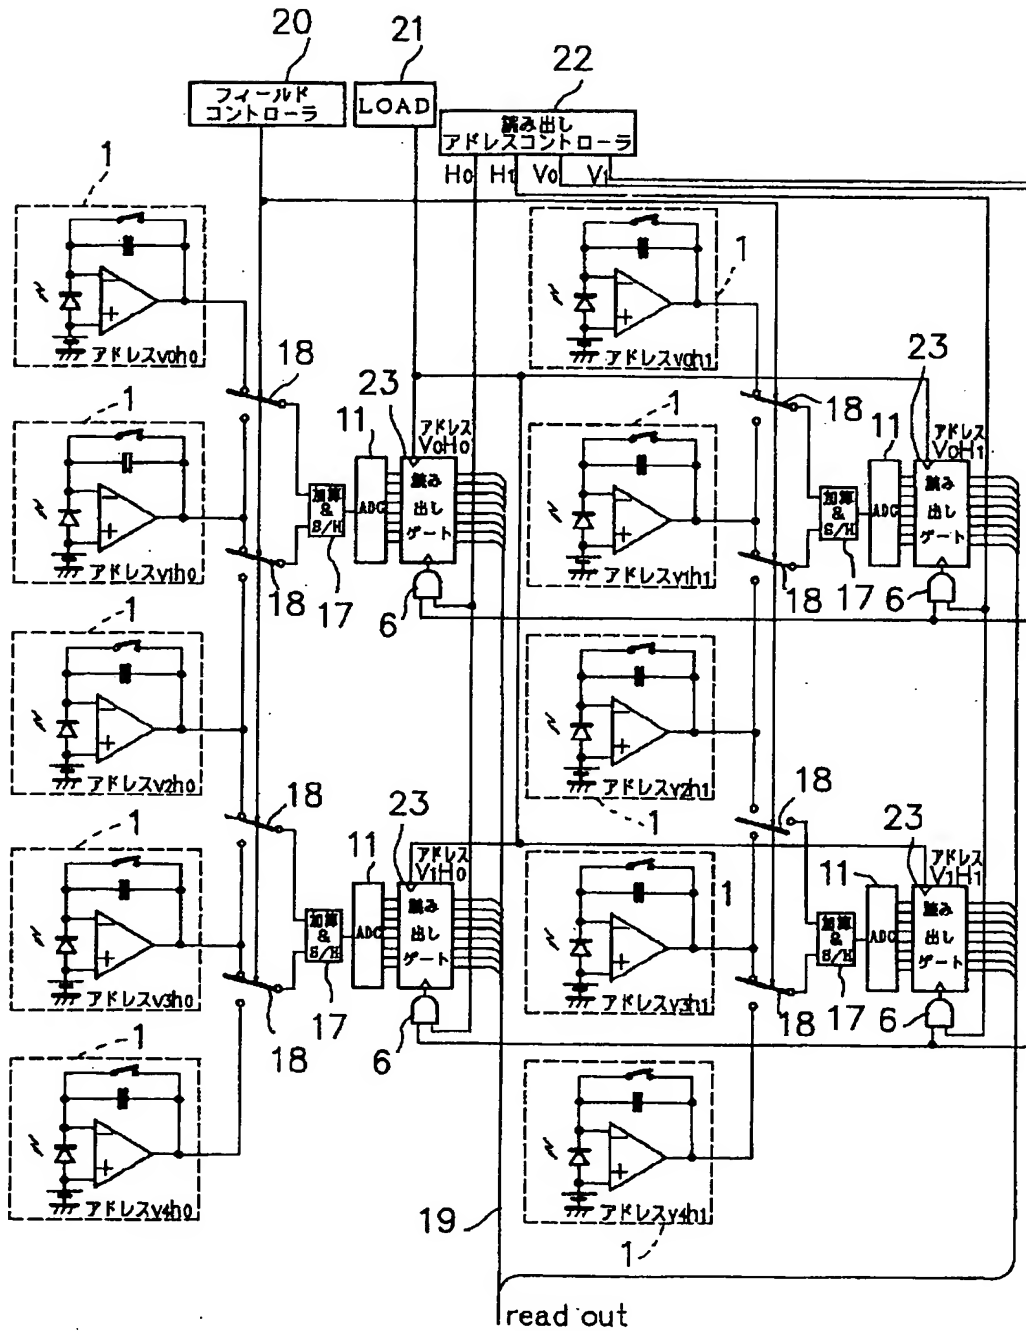 20
21
22
フィールド
コントローラ
LOAD
読み出し
アドレスコントローラ
H0 H1 V0 V1
1
アドレスv0h0
1
アドレスv0h1
18
23
アドレス
V0H0
11
ADC
読み
出し
ゲート
加算
&
S/H
17
18
6
1
アドレスv1h0
18
23
アドレス
V0H1
11
ADC
読み
出し
ゲート
加算
&
S/H
17
18
6
1
アドレスv1h1
1
アドレスv2h0
アドレスv2h1
1
18
23
アドレス
V1H0
11
ADC
読み
出し
ゲート
加算
&
S/H
17
18
6
1
アドレスv3h0
18
23
アドレス
V1H1
11
ADC
読み
出し
ゲート
加算
&
S/H
17
18
6
1
アドレスv3h1
1
アドレスv4h0
アドレスv4h1
1
19
read out